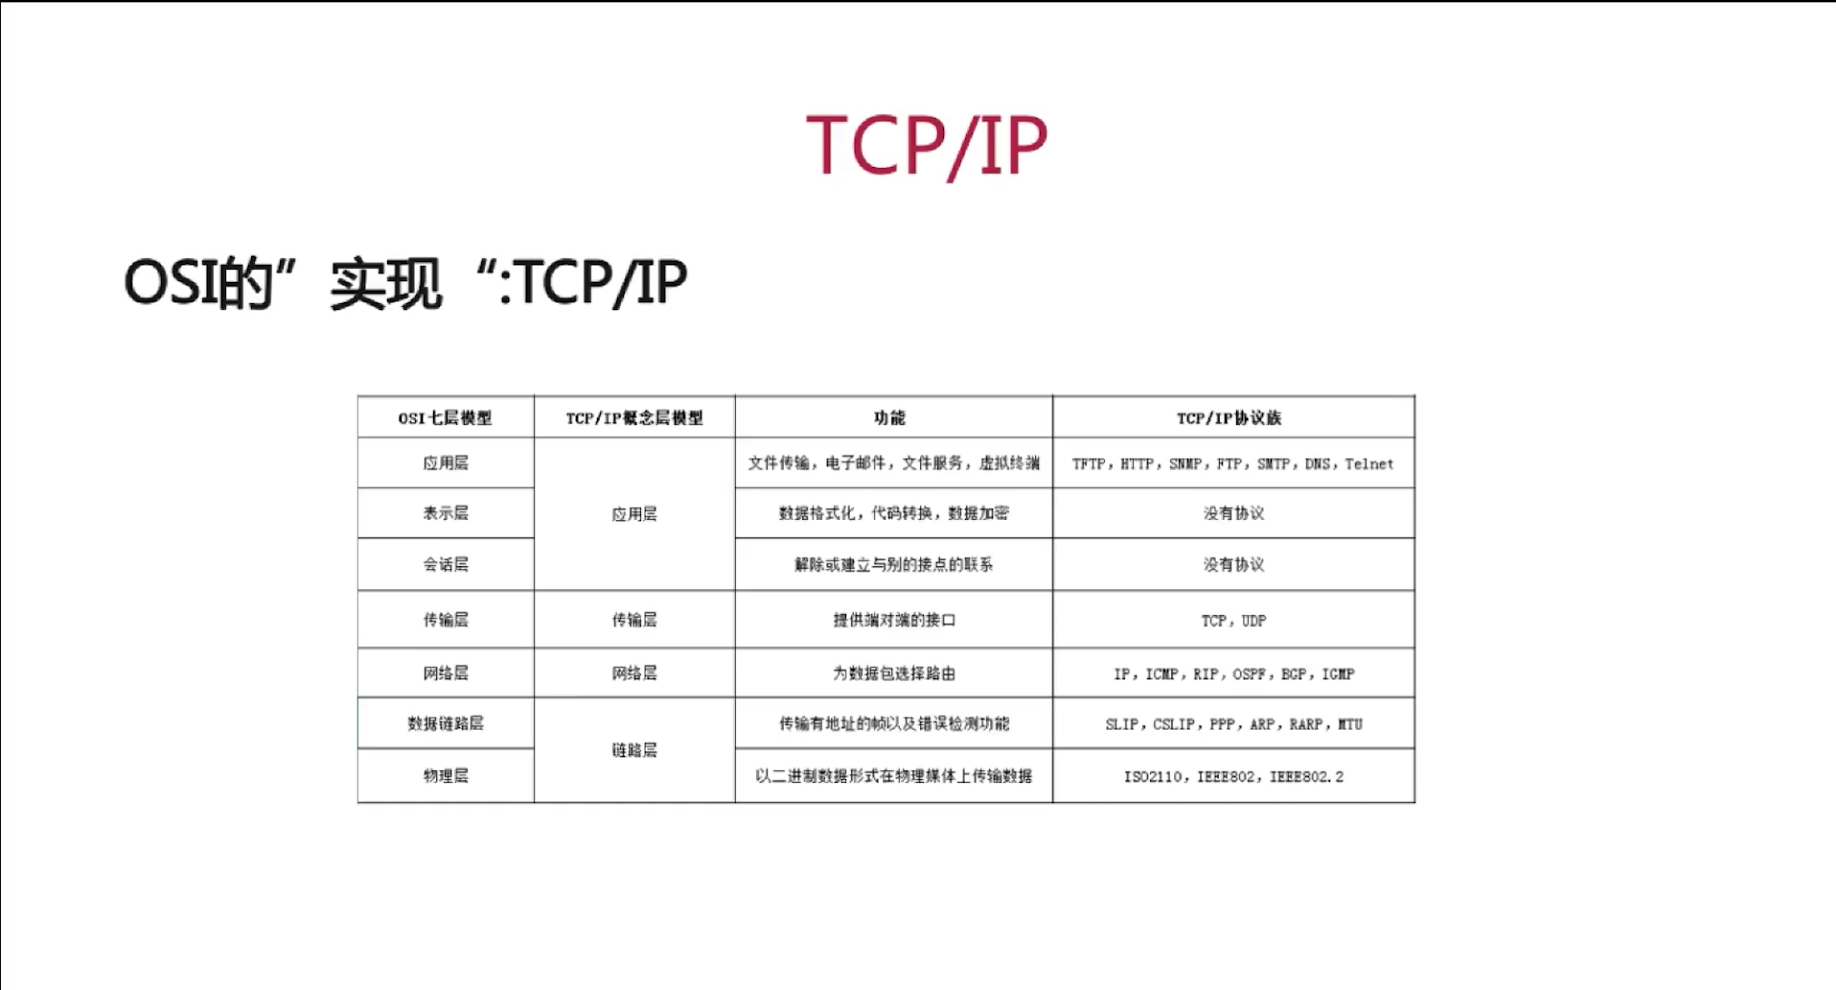 TCP/IP
OSI的”实现“:TCP/IP
OSI七层模型 TCP/IP概念层模型 功能 TCP/IP协议族
应用层 文件传输，电子邮件，文件服务，虚拟终端 TFTP，HTTP，SNMP，FTP，SMTP，DNS，Telnet
表示层 应用层 数据格式化，代码转换，数据加密 没有协议
会话层 解除或建立与别的接点的联系 没有协议
传输层 传输层 提供端对端的接口 TCP，UDP
网络层 网络层 为数据包选择路由 IP，ICMP，RIP，OSPF，BGP，IGMP
数据链路层 传输有地址的帧以及错误检测功能 SLIP，CSLIP，PPP，ARP，RARP，MTU
链路层
物理层 以二进制数据形式在物理媒体上传输数据 ISO2110，IEEE802，IEEE802.2